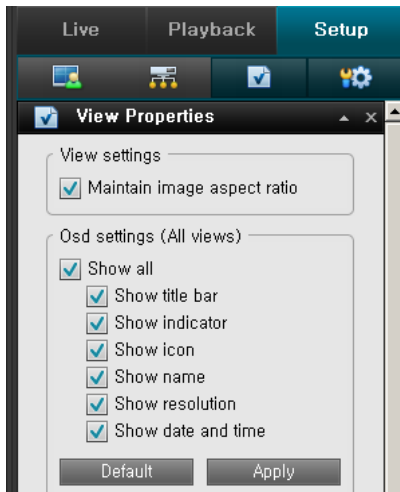 Live Playback Setup
View Properties
View settings
Maintain image aspect ratio
Osd settings (All views)
Show all
Show title bar
Show indicator
Show icon
Show name
Show resolution
Show date and time
Default Apply